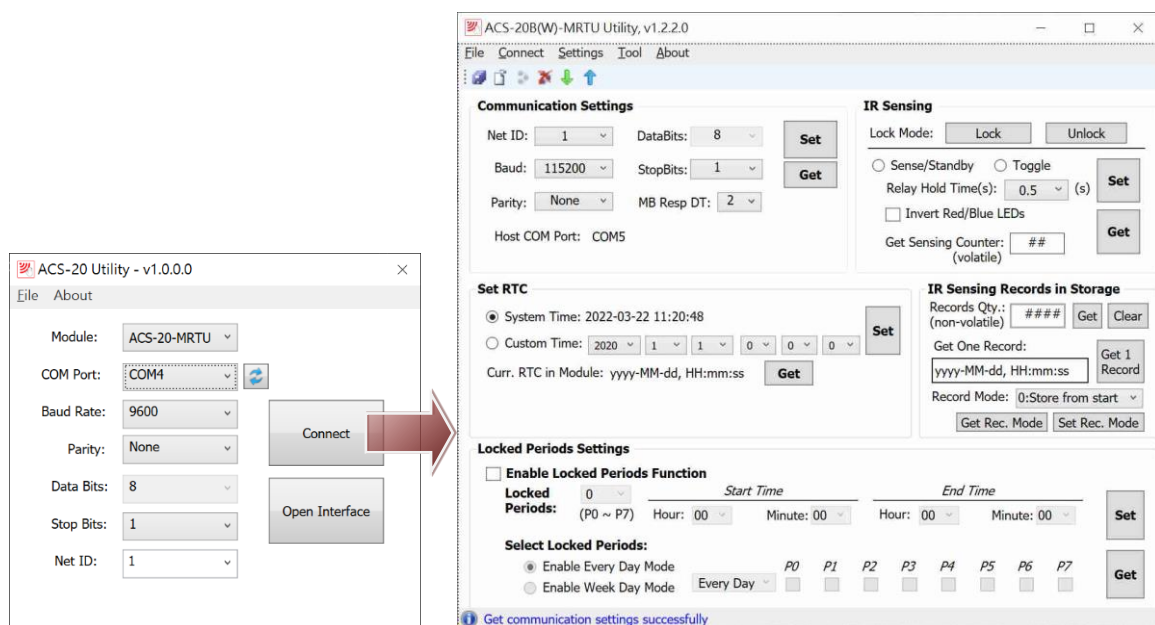 ACS-20 Utility - v1.0.0.0
File About
Module: ACS-20-MRTU
COM Port: COM4
Baud Rate: 9600
Parity: None
Data Bits: 8
Stop Bits: 1
Net ID: 1
Connect
Open Interface
ACS-20B(W)-MRTU Utility, v1.2.2.0
File Connect Settings Tool About
Communication Settings
Net ID: 1 DataBits: 8 Set
Baud: 115200 StopBits: 1 Get
Parity: None MB Resp DT: 2
Host COM Port: COM5
IR Sensing
Lock Mode: Lock Unlock
Sense/Standby Toggle
Relay Hold Time(s): 0.5 (s) Set
Invert Red/Blue LEDs
Get Sensing Counter: ## Get
(volatile)
Set RTC
System Time: 2022-03-22 11:20:48
Custom Time: 2020 1 1 0 0 0 Set
Curr. RTC in Module: yyyy-MM-dd, HH:mm:ss Get
IR Sensing Records in Storage
Records Qty.: #### Get Clear
(non-volatile)
Get One Record:
yyyy-MM-dd, HH:mm:ss Get 1
Record
Record Mode: 0:Store from start
Get Rec. Mode Set Rec. Mode
Locked Periods Settings
Enable Locked Periods Function
Locked 0 Start Time End Time
Periods: (P0 ~ P7) Hour: 00 Minute: 00 Hour: 00 Minute: 00 Set
Select Locked Periods:
Enable Every Day Mode P0 P1 P2 P3 P4 P5 P6 P7
Enable Week Day Mode Every Day Get
Get communication settings successfully